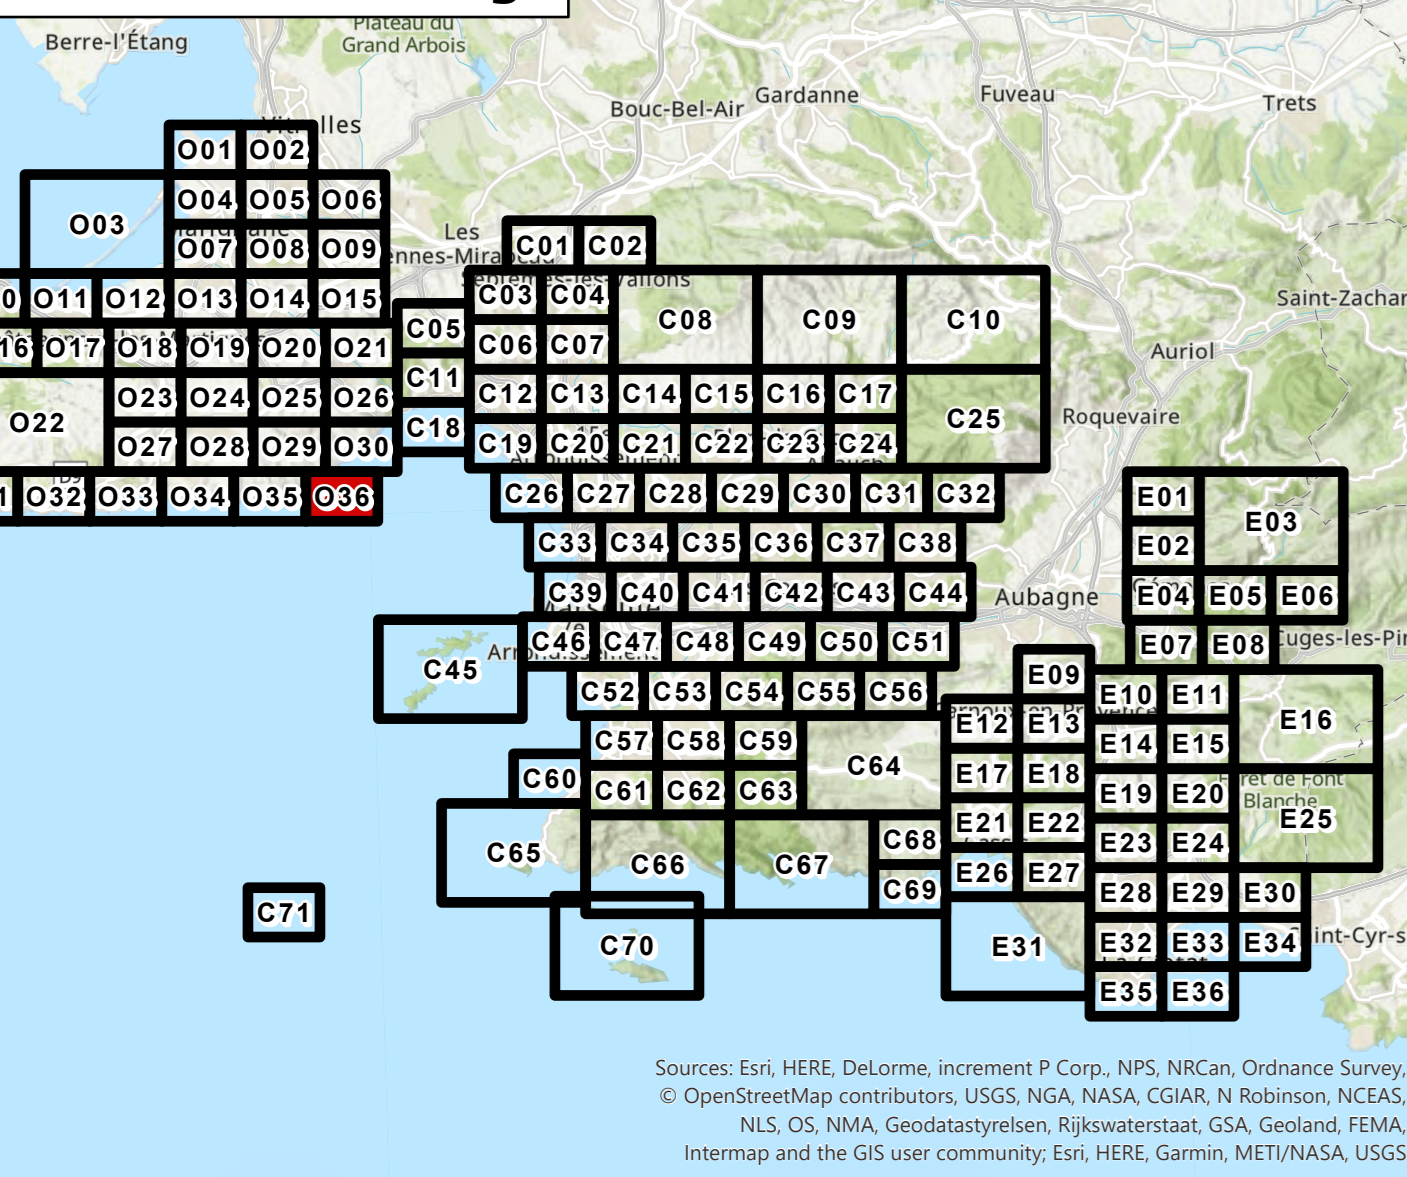 Plateau du
Grand Arbois
Berre-l'Étang
Bouc-Bel-Air
Gardanne
Fuveau
Trets
O01 O02
O04 O05 O06
O03
O07 O08 O09
Les
C01 C02
O11 O12 O13 O14 O15
C03 C04
C08 C09 C10
Saint-Zachar
C05
O17 O18 O19 O20 O21
C06 C07
Auriol
C11
O23 O24 O25 O26
C12 C13 C14 C15 C16 C17
O22
C25
Roquevaire
C18
O27 O28 O29 O30
C19 C20 C21 C22 C23 C24
O32 O33 O34 O35 O36
C26 C27 C28 C29 C30 C31 C32
E01
E03
C33 C34 C35 C36 C37 C38
E02
C39 C40 C41 C42 C43 C44
Aubagne
E04 E05 E06
C46 C47 C48 C49 C50 C51
E07 E08
Cuges-les-Pin
C45
C52 C53 C54 C55 C56
E09
E10 E11
E12 E13
E16
C57 C58 C59
E14 E15
C64
C60
E17 E18
C61 C62 C63
E19 E20
Forêt de Font
Blanche
E25
E21 E22
C68
E23 E24
C65 C66 C67
E26 E27
C69
E28 E29 E30
C71
C70
E31
E32 E33 E34
E35 E36
Sources: Esri, HERE, DeLorme, increment P Corp., NPS, NRCan, Ordnance Survey,
© OpenStreetMap contributors, USGS, NGA, NASA, CGIAR, N Robinson, NCEAS,
NLS, OS, NMA, Geodatastyrelsen, Rijkswaterstaat, GSA, Geoland, FEMA,
Intermap and the GIS user community; Esri, HERE, Garmin, METI/NASA, USGS